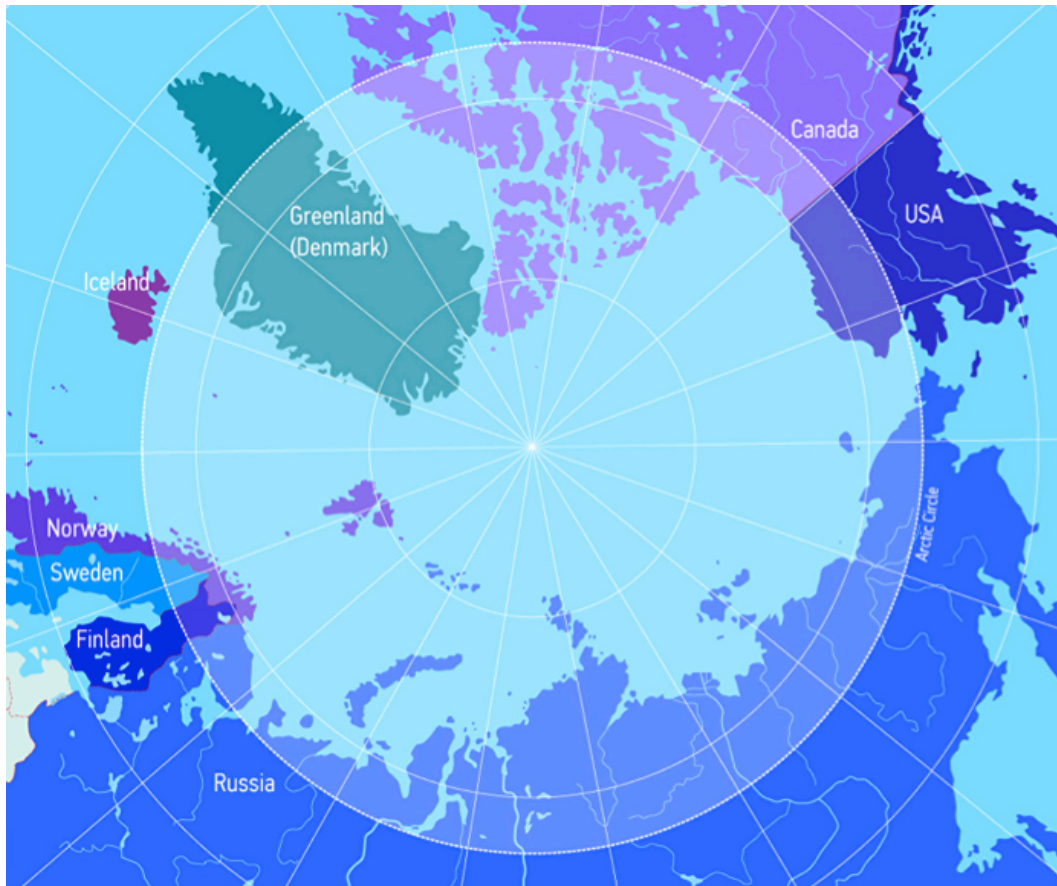 Canada
USA
Greenland
(Denmark)
Iceland
Arctic Circle
Norway
Sweden
Finland
Russia